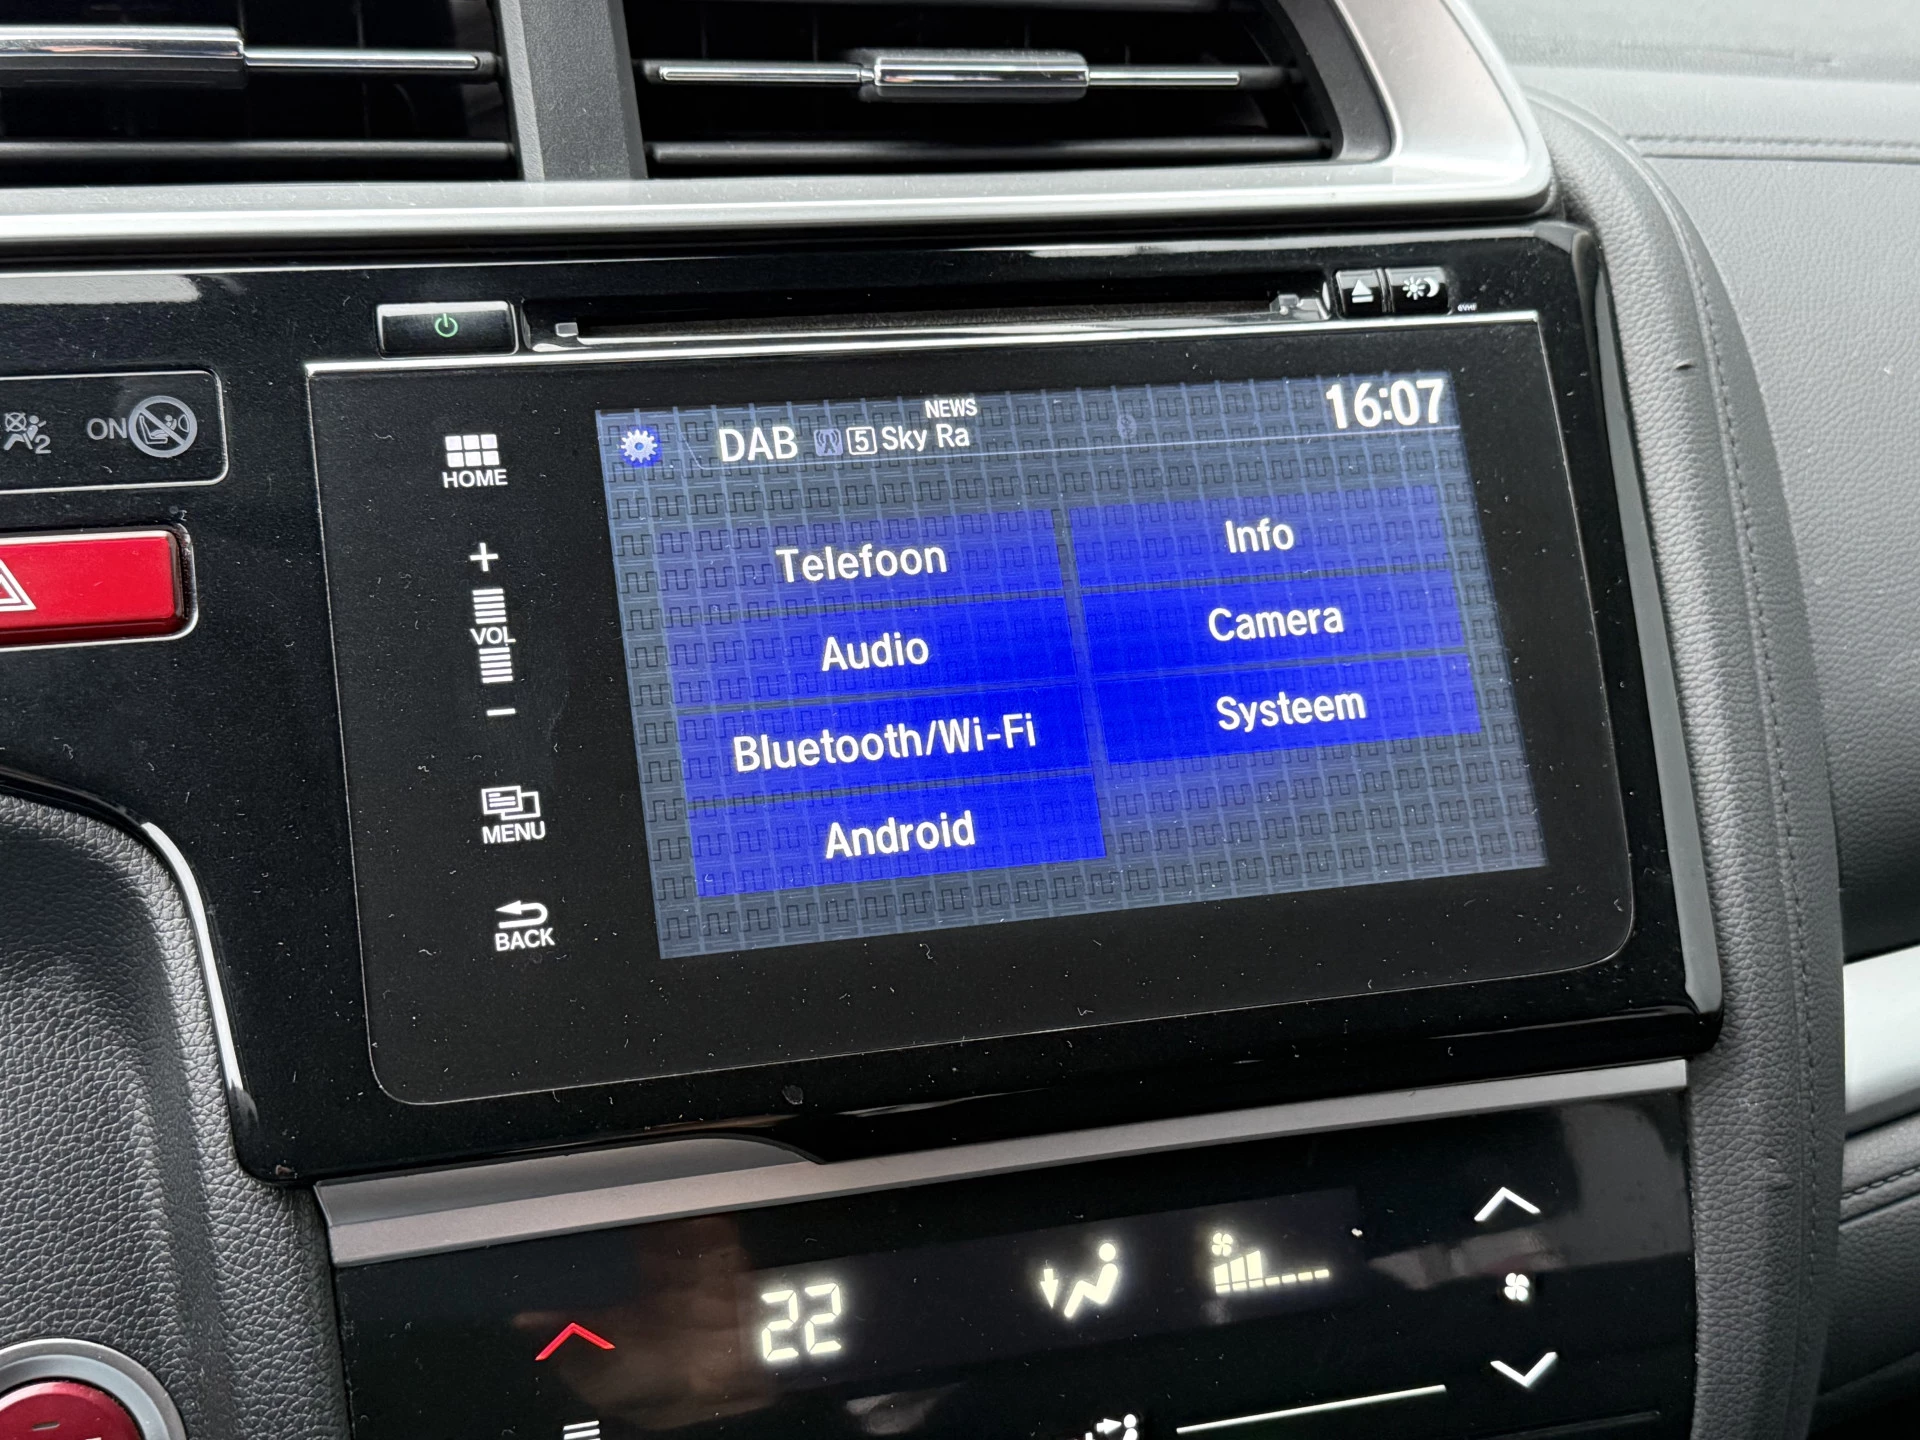 ON
2
HOME
+
VOL
−
MENU
BACK
NEWS
DAB 5 Sky Ra
16:07
Telefoon
Info
Audio
Camera
Bluetooth/Wi-Fi
Systeem
Android
22